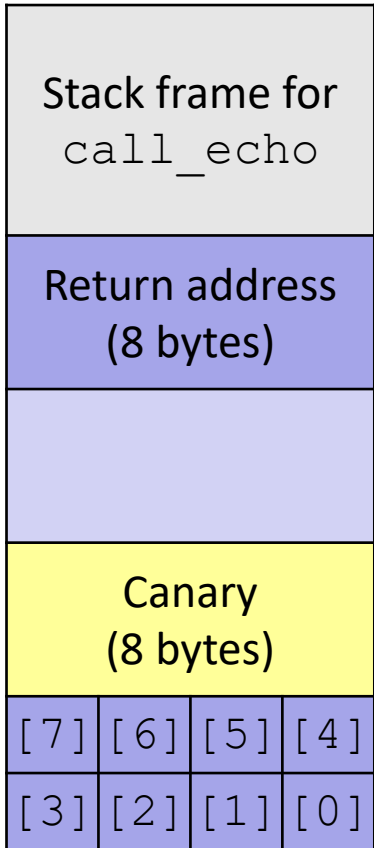 Stack frame for
call_echo
Return address
(8 bytes)
Canary
(8 bytes)
[7] [6] [5] [4]
[3] [2] [1] [0]